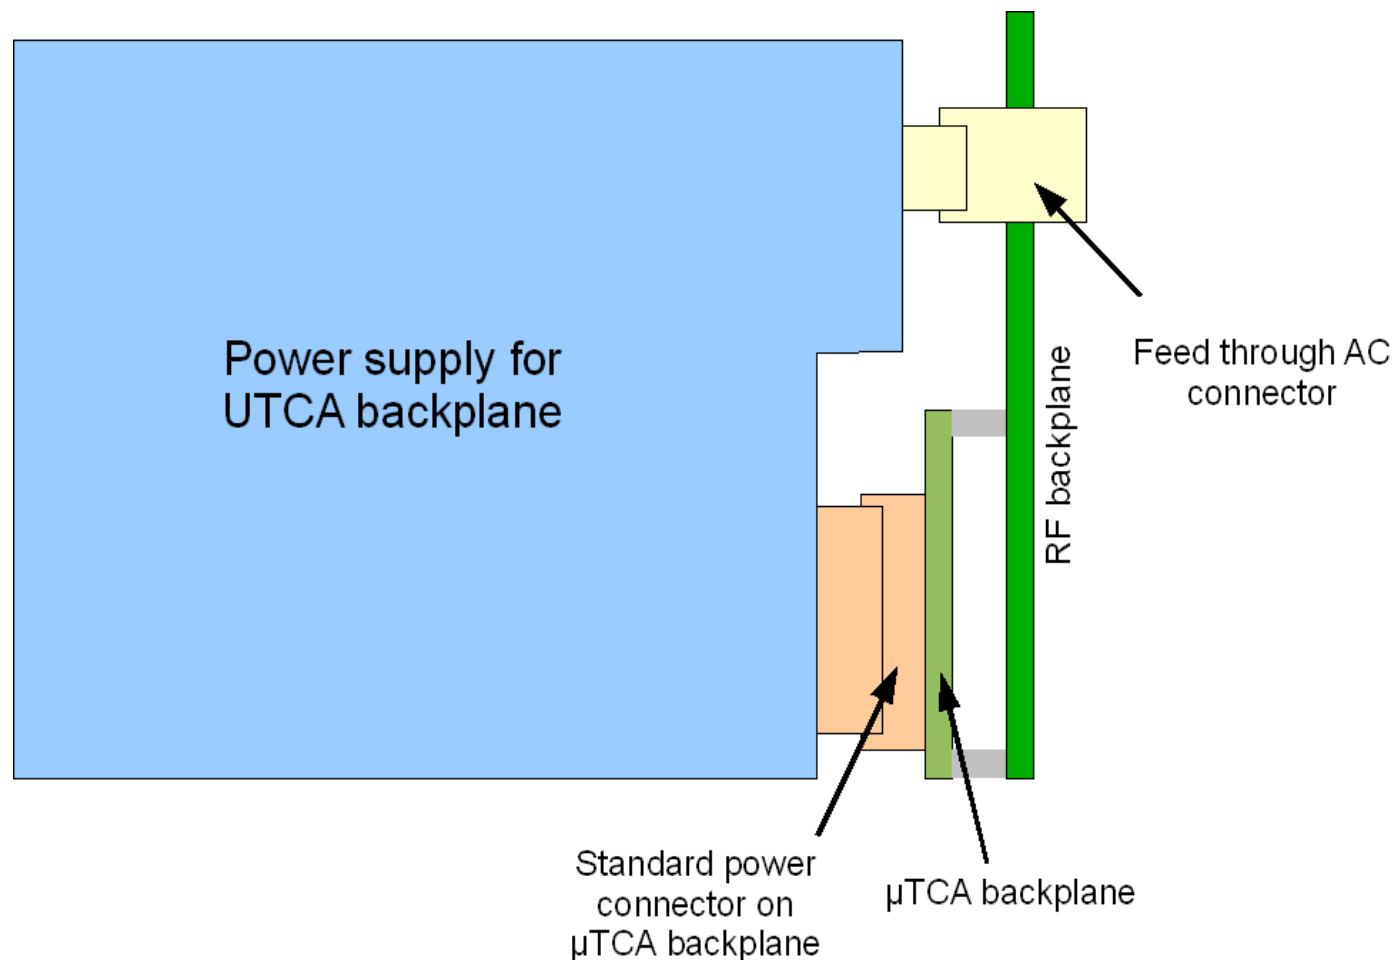 Power supply for
UTCA backplane
Feed through AC
connector
RF backplane
Standard power
connector on
µTCA backplane
µTCA backplane